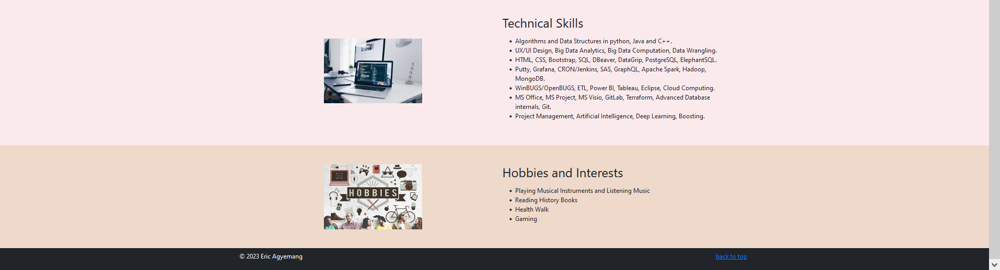 Technical Skills
Algorithms and Data Structures in python, Java and C++.
UX/UI Design, Big Data Analytics, Big Data Computation, Data Wrangling.
HTML, CSS, Bootstrap, SQL, DBeaver, DataGrip, PostgreSQL, ElephantSQL.
Putty, Grafana, CRON/Jenkins, SAS, GraphQL, Apache Spark, Hadoop,
MongoDB.
WinBUGS/OpenBUGS, ETL, Power BI, Tableau, Eclipse, Cloud Computing.
MS Office, MS Project, MS Visio, GitLab, Terraform, Advanced Database
internals, Git.
Project Management, Artificial Intelligence, Deep Learning, Boosting.
HOBBIES
Hobbies and Interests
Playing Musical Instruments and Listening Music
Reading History Books
Health Walk
Gaming
© 2023 Eric Agyemang
back to top